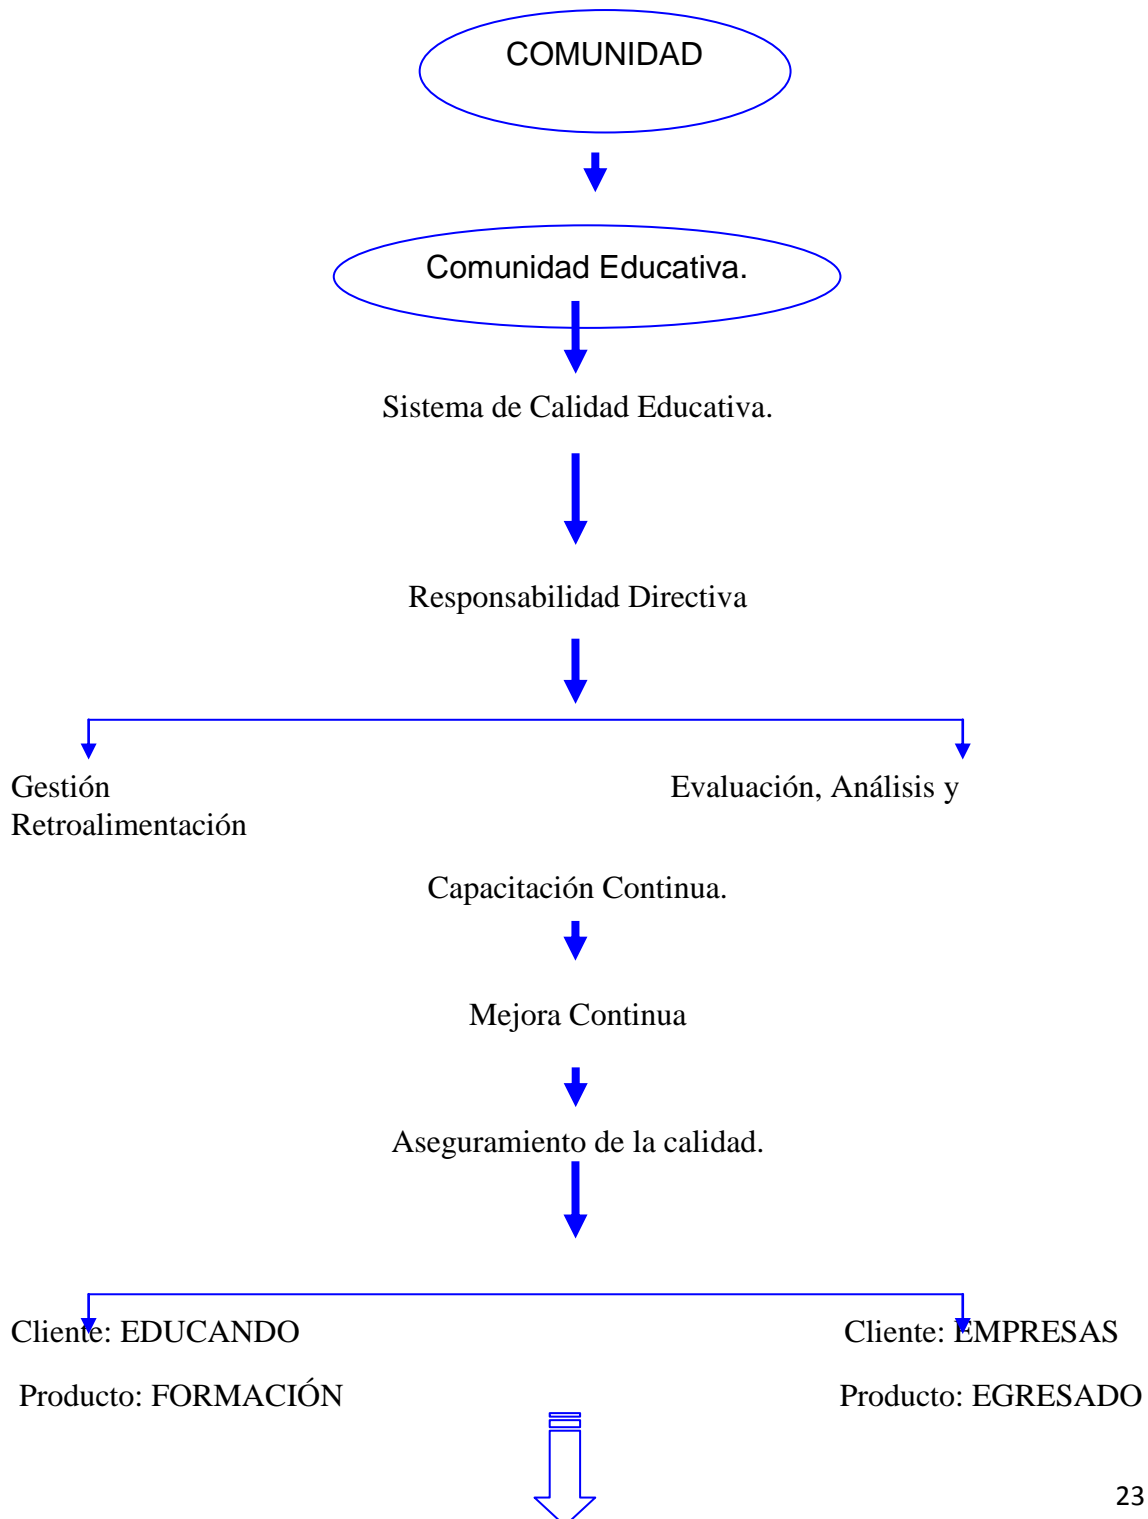 COMUNIDAD
Comunidad Educativa.
Sistema de Calidad Educativa.
Responsabilidad Directiva
Gestión Evaluación, Análisis y
Retroalimentación
Capacitación Continua.
Mejora Continua
Aseguramiento de la calidad.
Cliente: EDUCANDO Cliente: EMPRESAS
Producto: FORMACIÓN Producto: EGRESADO
23